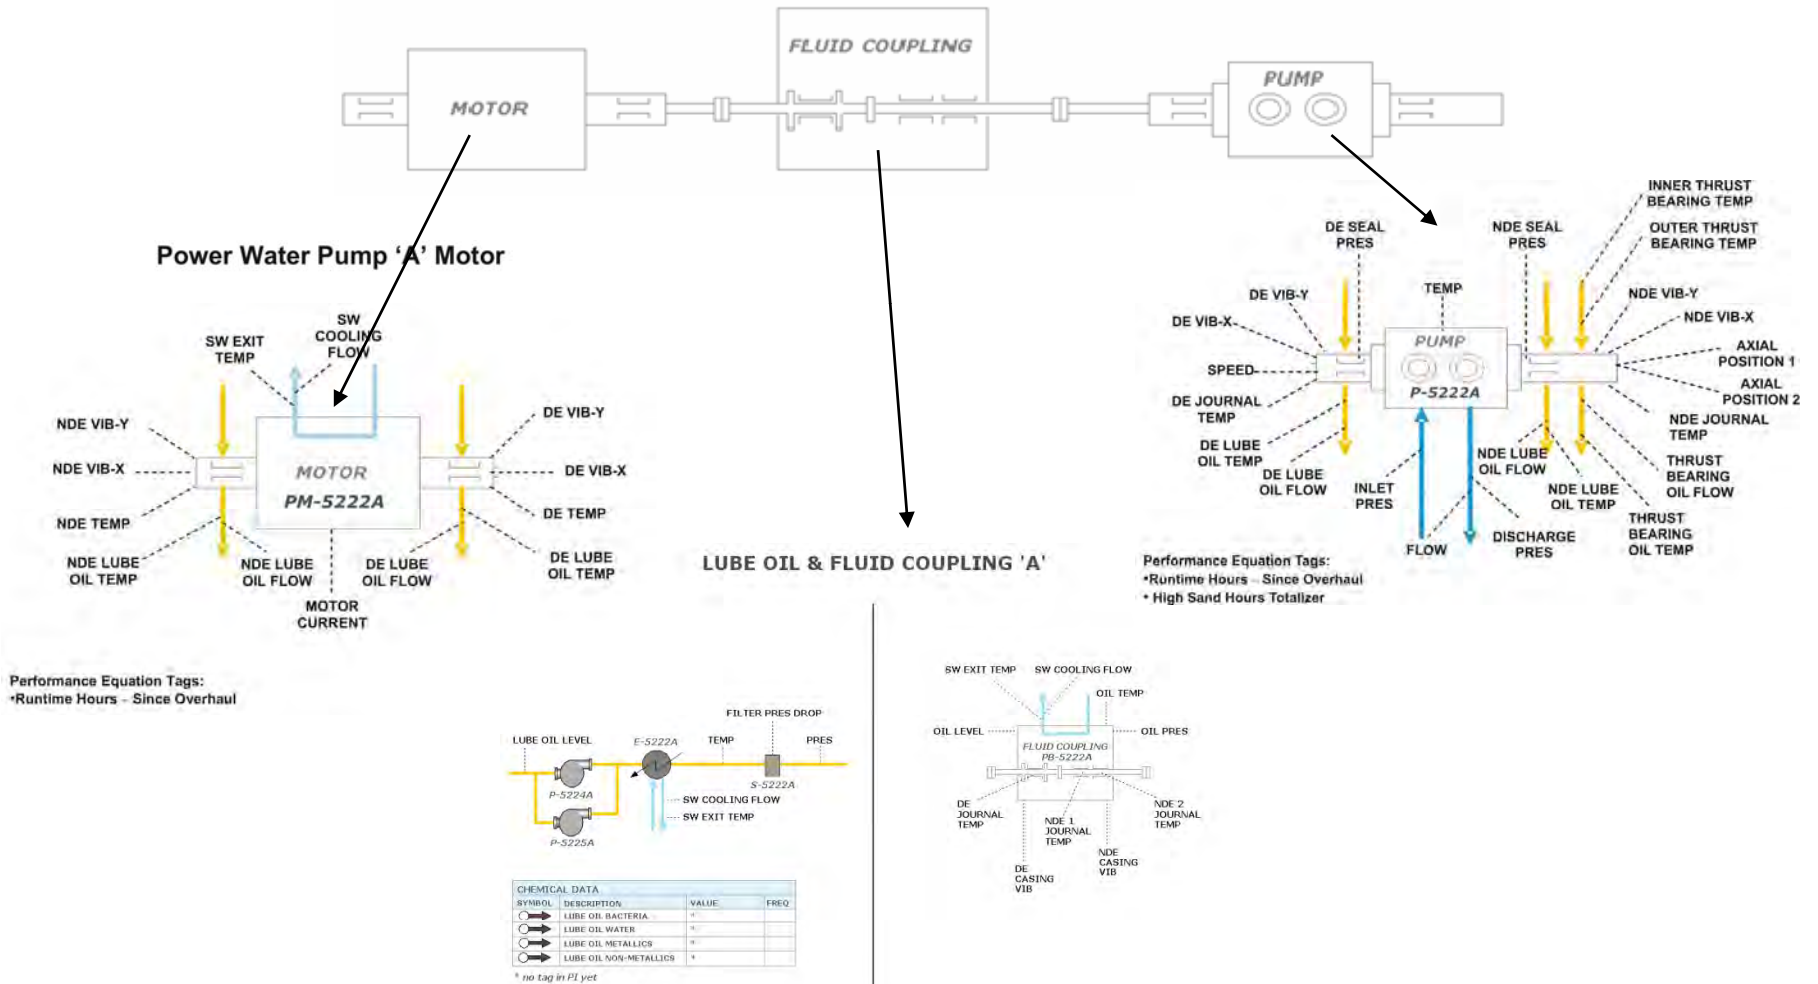 MOTOR
FLUID COUPLING
PUMP
Power Water Pump ‘A’ Motor
SW EXIT
TEMP
SW
COOLING
FLOW
NDE VIB-Y
NDE VIB-X
NDE TEMP
NDE LUBE
OIL TEMP
NDE LUBE
OIL FLOW
MOTOR
PM-5222A
DE VIB-Y
DE VIB-X
DE TEMP
DE LUBE
OIL FLOW
DE LUBE
OIL TEMP
MOTOR
CURRENT
Performance Equation Tags:
•Runtime Hours – Since Overhaul
LUBE OIL & FLUID COUPLING 'A'
LUBE OIL LEVEL
E-5222A
TEMP
FILTER PRES DROP
PRES
P-5224A
S-5222A
SW COOLING FLOW
SW EXIT TEMP
P-5225A
CHEMICAL DATA
SYMBOL DESCRIPTION VALUE FREQ
LUBE OIL BACTERIA *
LUBE OIL WATER *
LUBE OIL METALLICS *
LUBE OIL NON-METALLICS *
* no tag in PI yet
SW EXIT TEMP
SW COOLING FLOW
OIL TEMP
OIL LEVEL
OIL PRES
FLUID COUPLING
PB-5222A
DE
JOURNAL
TEMP
NDE 1
JOURNAL
TEMP
NDE 2
JOURNAL
TEMP
DE
CASING
VIB
NDE
CASING
VIB
INNER THRUST
BEARING TEMP
DE SEAL
PRES
NDE SEAL
PRES
OUTER THRUST
BEARING TEMP
DE VIB-Y
TEMP
NDE VIB-Y
DE VIB-X
NDE VIB-X
PUMP
P-5222A
SPEED
AXIAL
POSITION 1
AXIAL
POSITION 2
DE JOURNAL
TEMP
NDE JOURNAL
TEMP
DE LUBE
OIL TEMP
DE LUBE
OIL FLOW
INLET
PRES
NDE LUBE
OIL FLOW
NDE LUBE
OIL TEMP
THRUST
BEARING
OIL FLOW
THRUST
BEARING
OIL TEMP
FLOW
DISCHARGE
PRES
Performance Equation Tags:
•Runtime Hours – Since Overhaul
• High Sand Hours Totalizer